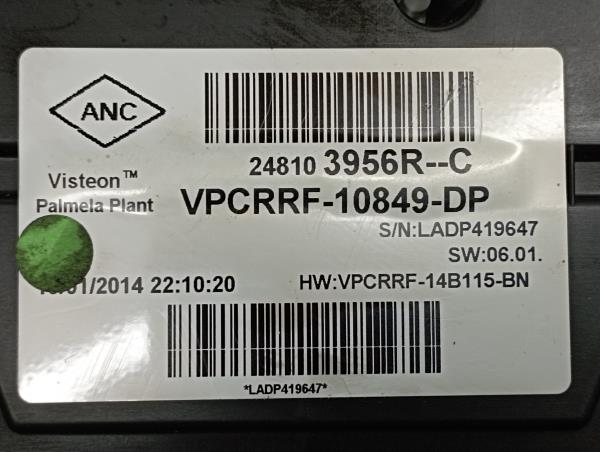 ANC
24810 3956R--C
Visteon™
Palmela Plant
VPCRRF-10849-DP
S/N:LADP419647
SW:06.01.
/2014 22:10:20
HW:VPCRRF-14B115-BN
*LADP419647*